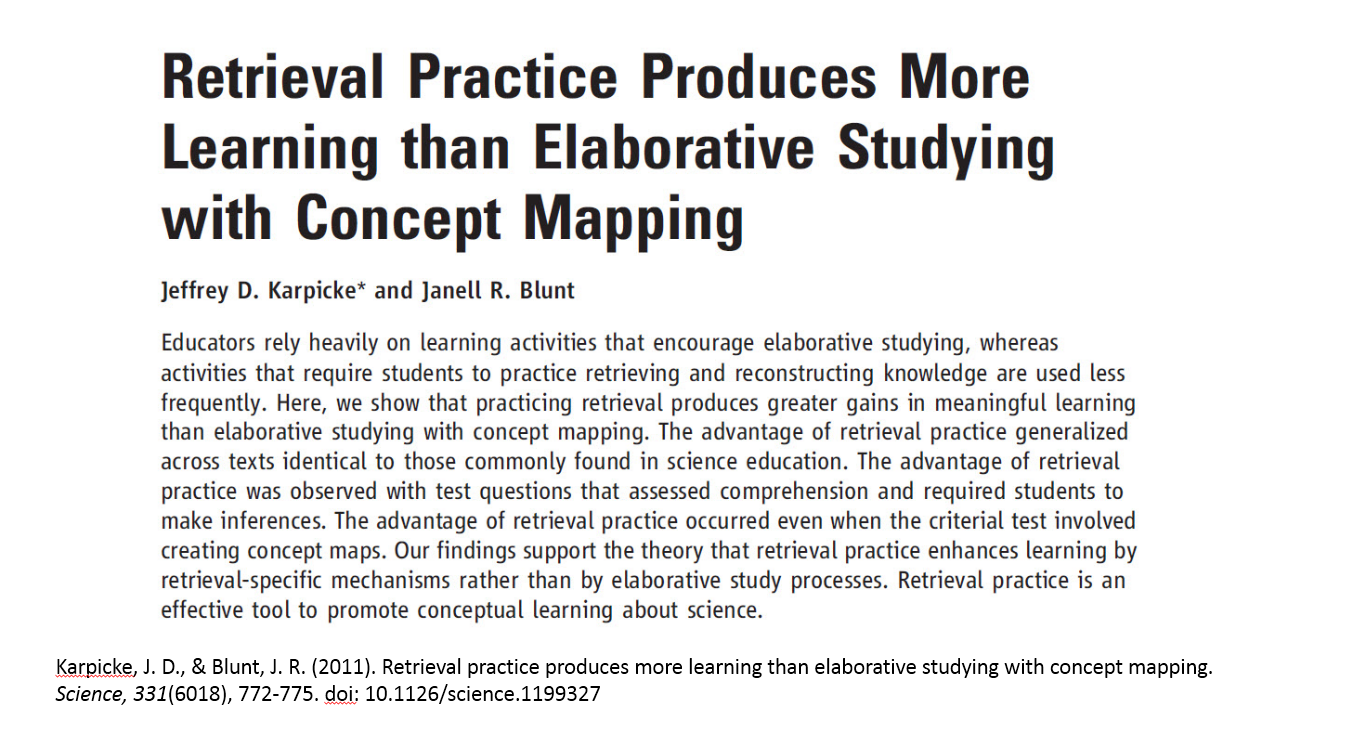 Retrieval Practice Produces More
Learning than Elaborative Studying
with Concept Mapping
Jeffrey D. Karpicke* and Janell R. Blunt
Educators rely heavily on learning activities that encourage elaborative studying, whereas
activities that require students to practice retrieving and reconstructing knowledge are used less
frequently. Here, we show that practicing retrieval produces greater gains in meaningful learning
than elaborative studying with concept mapping. The advantage of retrieval practice generalized
across texts identical to those commonly found in science education. The advantage of retrieval
practice was observed with test questions that assessed comprehension and required students to
make inferences. The advantage of retrieval practice occurred even when the criterial test involved
creating concept maps. Our findings support the theory that retrieval practice enhances learning by
retrieval-specific mechanisms rather than by elaborative study processes. Retrieval practice is an
effective tool to promote conceptual learning about science.
Karpicke, J. D., & Blunt, J. R. (2011). Retrieval practice produces more learning than elaborative studying with concept mapping.
Science, 331(6018), 772-775. doi: 10.1126/science.1199327